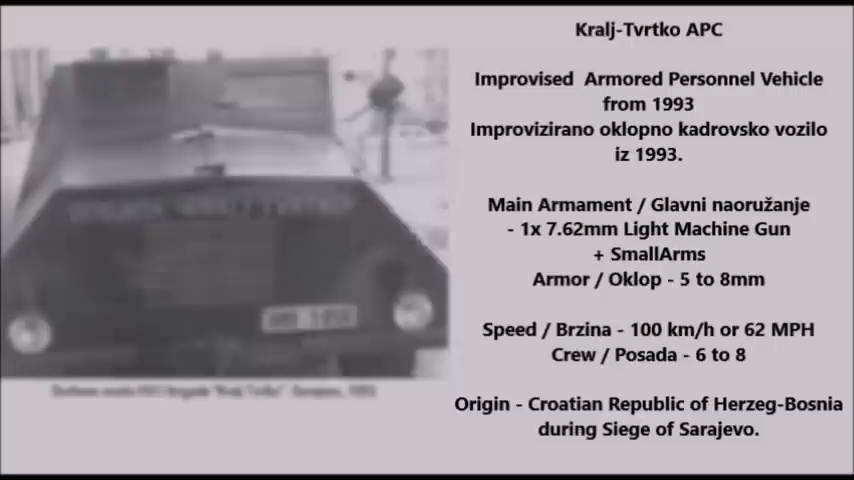 Kralj-Tvrtko APC
Improvised Armored Personnel Vehicle
from 1993
Improvizirano oklopno kadrovsko vozilo
iz 1993.
Main Armament / Glavni naoružanje
- 1x 7.62mm Light Machine Gun
+ SmallArms
Armor / Oklop - 5 to 8mm
Speed / Brzina - 100 km/h or 62 MPH
Crew / Posada - 6 to 8
Origin - Croatian Republic of Herzeg-Bosnia
during Siege of Sarajevo.